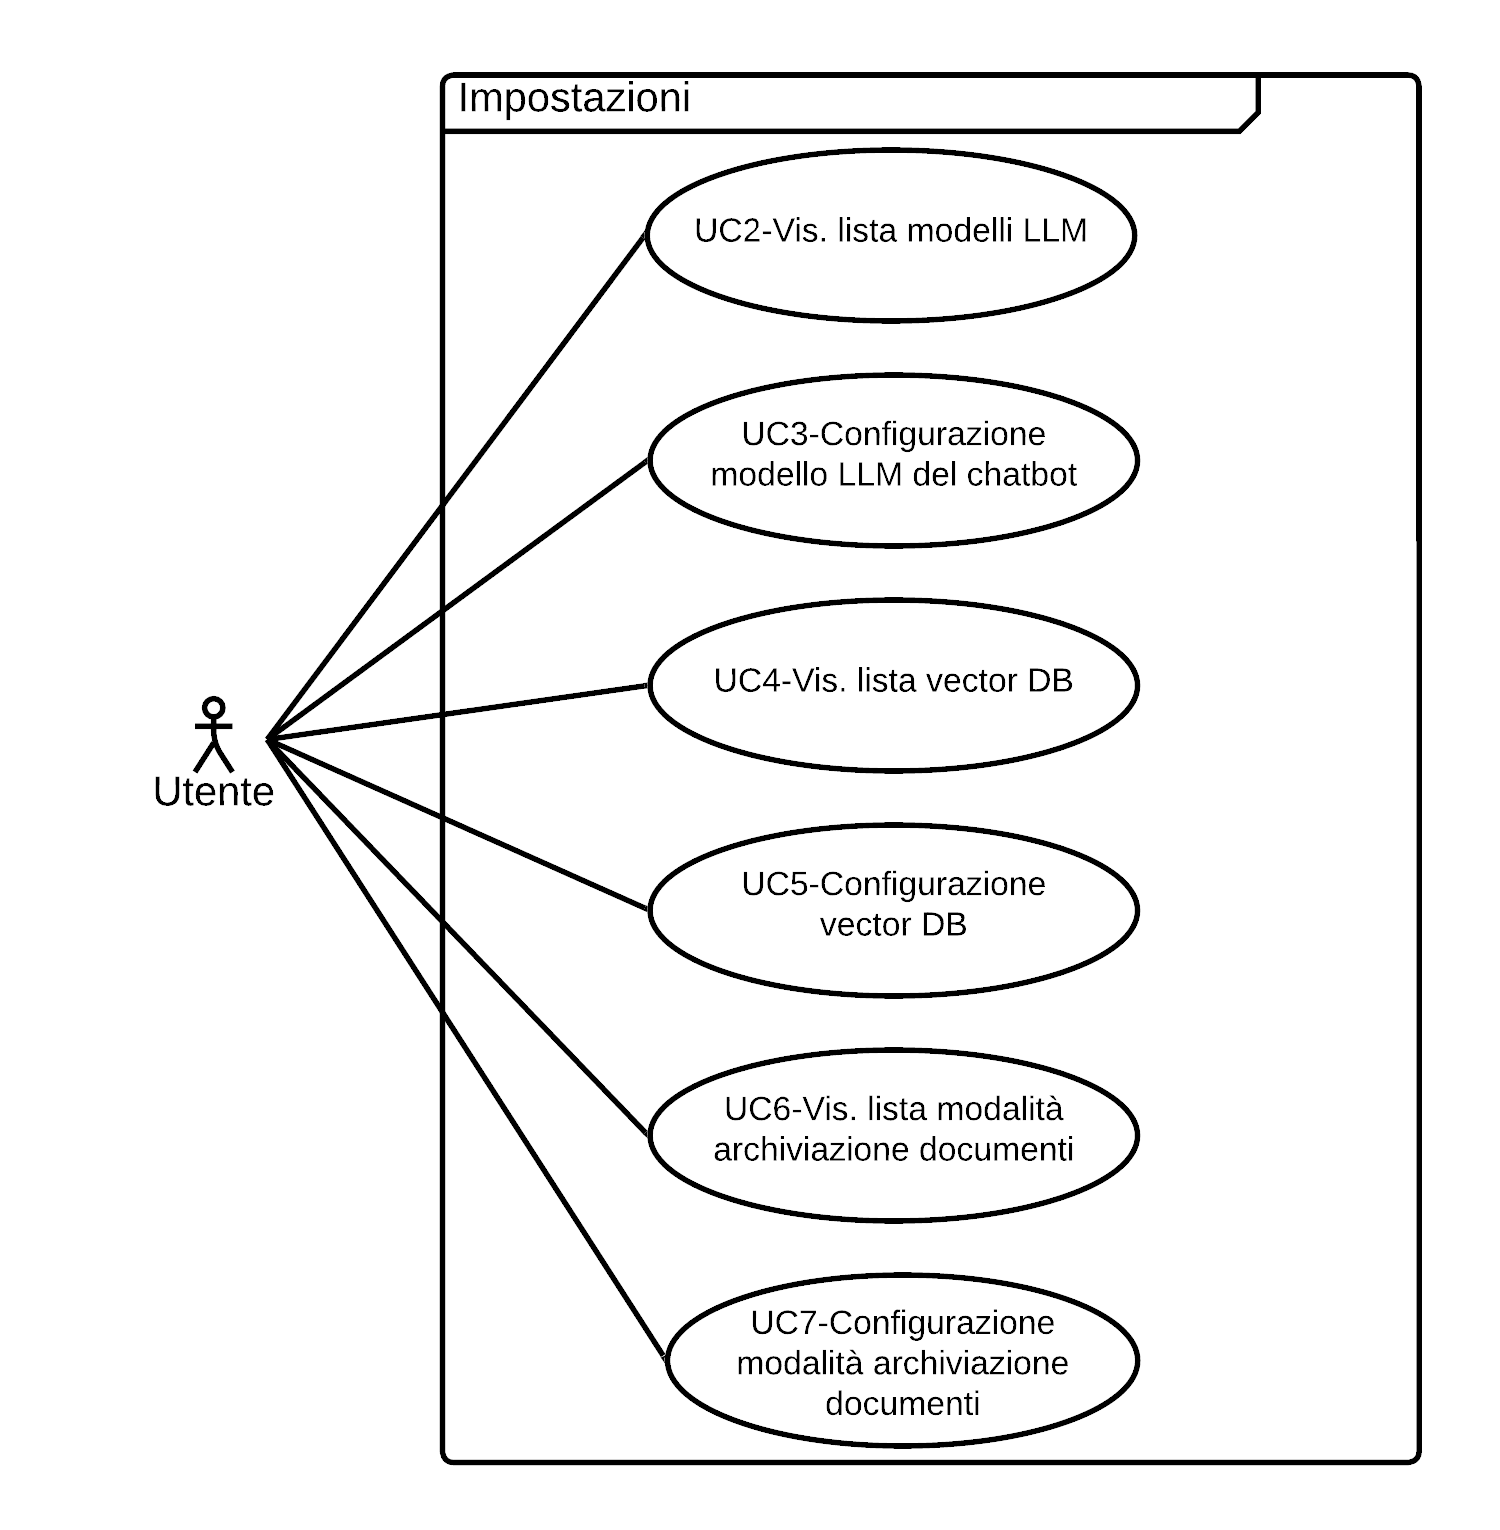 Impostazioni
UC2-Vis. lista modelli LLM
UC3-Configurazione
modello LLM del chatbot
UC4-Vis. lista vector DB
Utente
UC5-Configurazione
vector DB
UC6-Vis. lista modalità
archiviazione documenti
UC7-Configurazione
modalità archiviazione
documenti